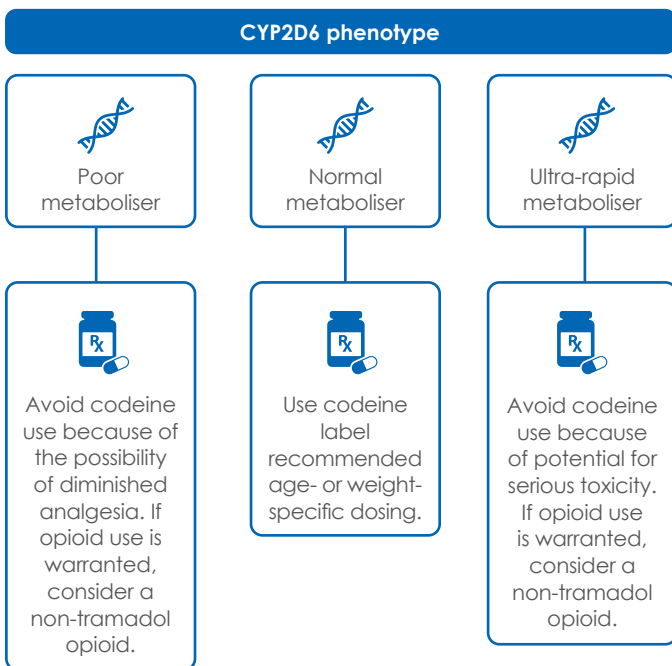 CYP2D6 phenotype
Poor
metaboliser
Normal
metaboliser
Ultra-rapid
metaboliser
RX
Avoid codeine
use because of
the possibility
of diminished
analgesia. If
opioid use is
warranted,
consider a
non-tramadol
opioid.
RX
Use codeine
label
recommended
age- or weight-
specific dosing.
RX
Avoid codeine
use because
of potential for
serious toxicity.
If opioid use
is warranted,
consider a
non-tramadol
opioid.